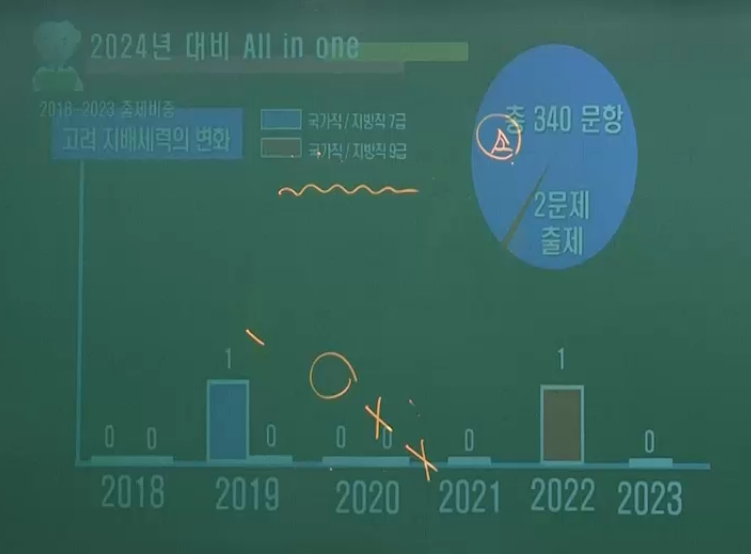 2024년 대비 All in one
2018-2023 출제비중
고려 지배세력의 변화
국가직/지방직 7급
국가직/지방직 9급
총 340 문항
소
2문제
출제
1
1
0 0
0
0 0
0
0
2018 2019 2020 2021 2022 2023